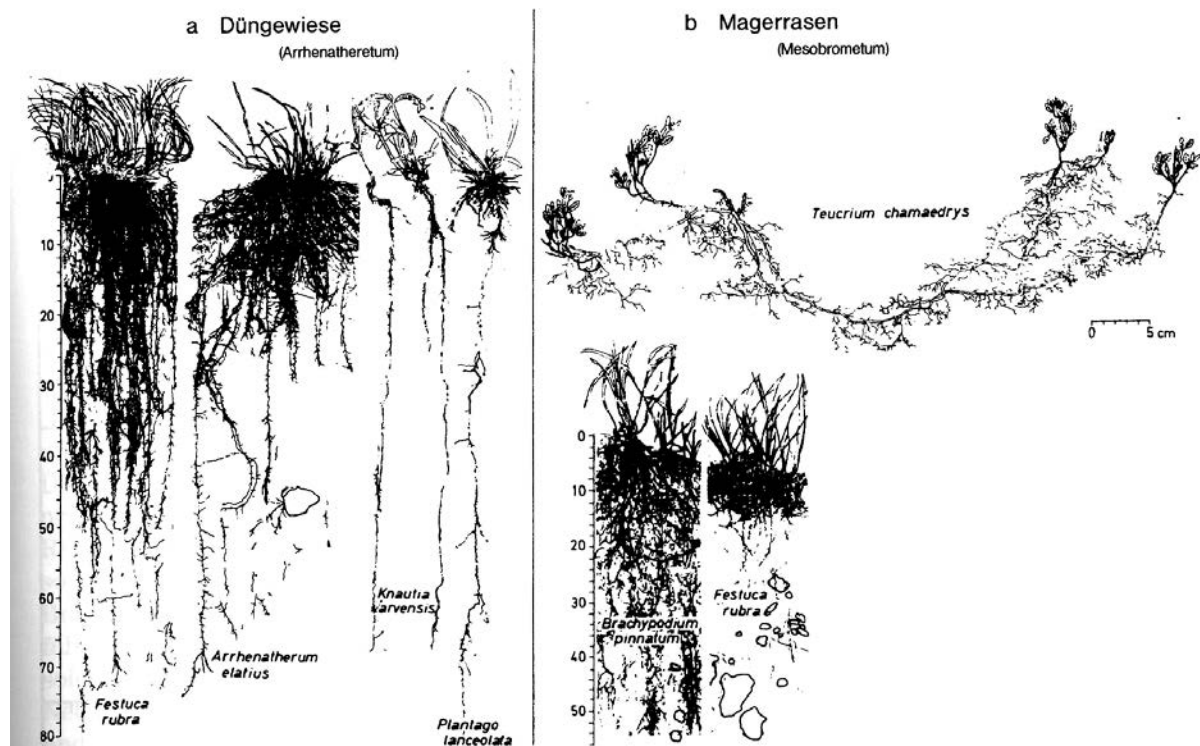 a Düngewiese
(Arrhenatheretum)
10
20
30
40
50
60
70
80
Festuca
rubra
Arrhenatherum
elatius
Knautia
arvensis
Plantago
lanceolata
b Magerrasen
(Mesobrometum)
Teucrium chamaedrys
0 5 cm
0
10
20
30
40
50
Brachypodium
pinnatum
Festuca
rubra